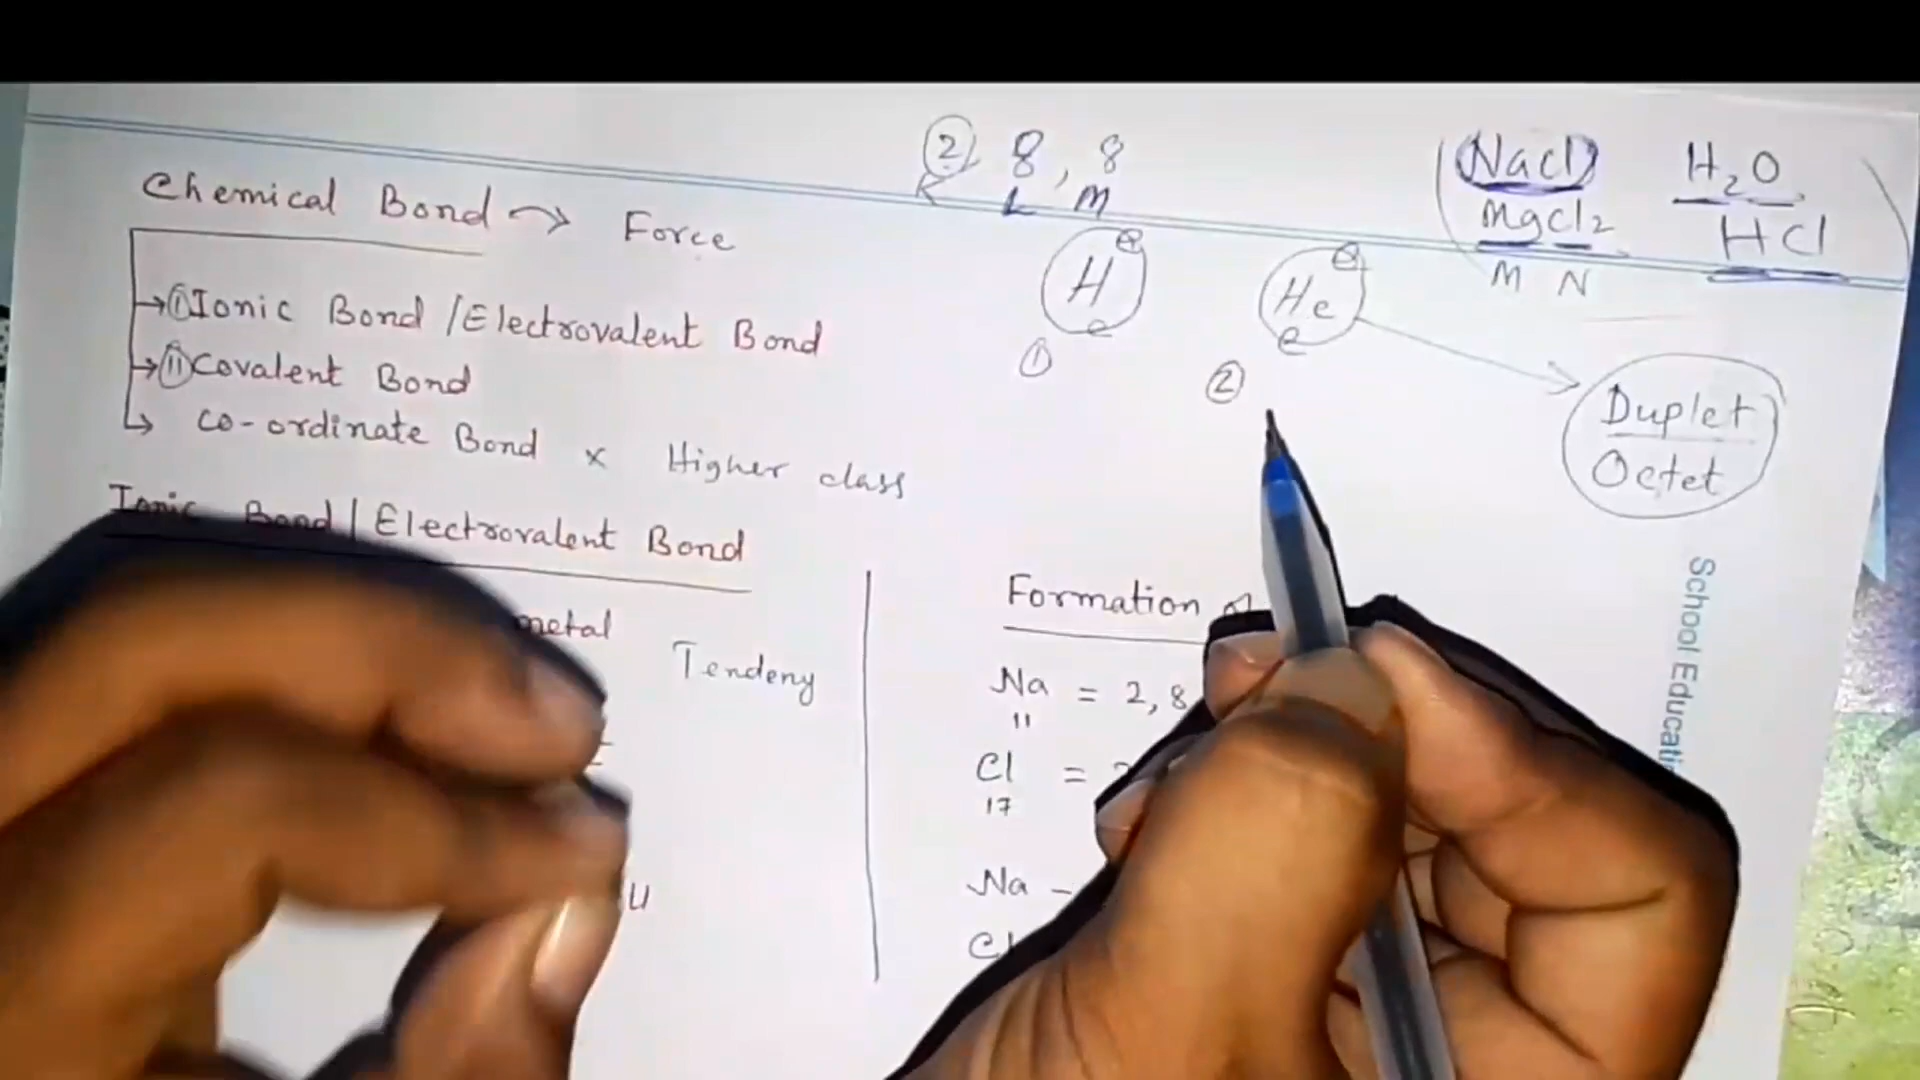 Chemical Bond → Force
→ (i) Ionic Bond / Electrovalent Bond
→ (ii) Covalent Bond
↳ Co-ordinate Bond × Higher class
Ionic Bond / Electrovalent Bond
metal
Tendeny
2, 8, 8
K L M
H e e
1
He e e
2
NaCl H2O
MgCl2 HCl
M N
Duplet
Octet
Formation
Na = 2, 8
11
Cl =
17
Na -
Cl
School Educati